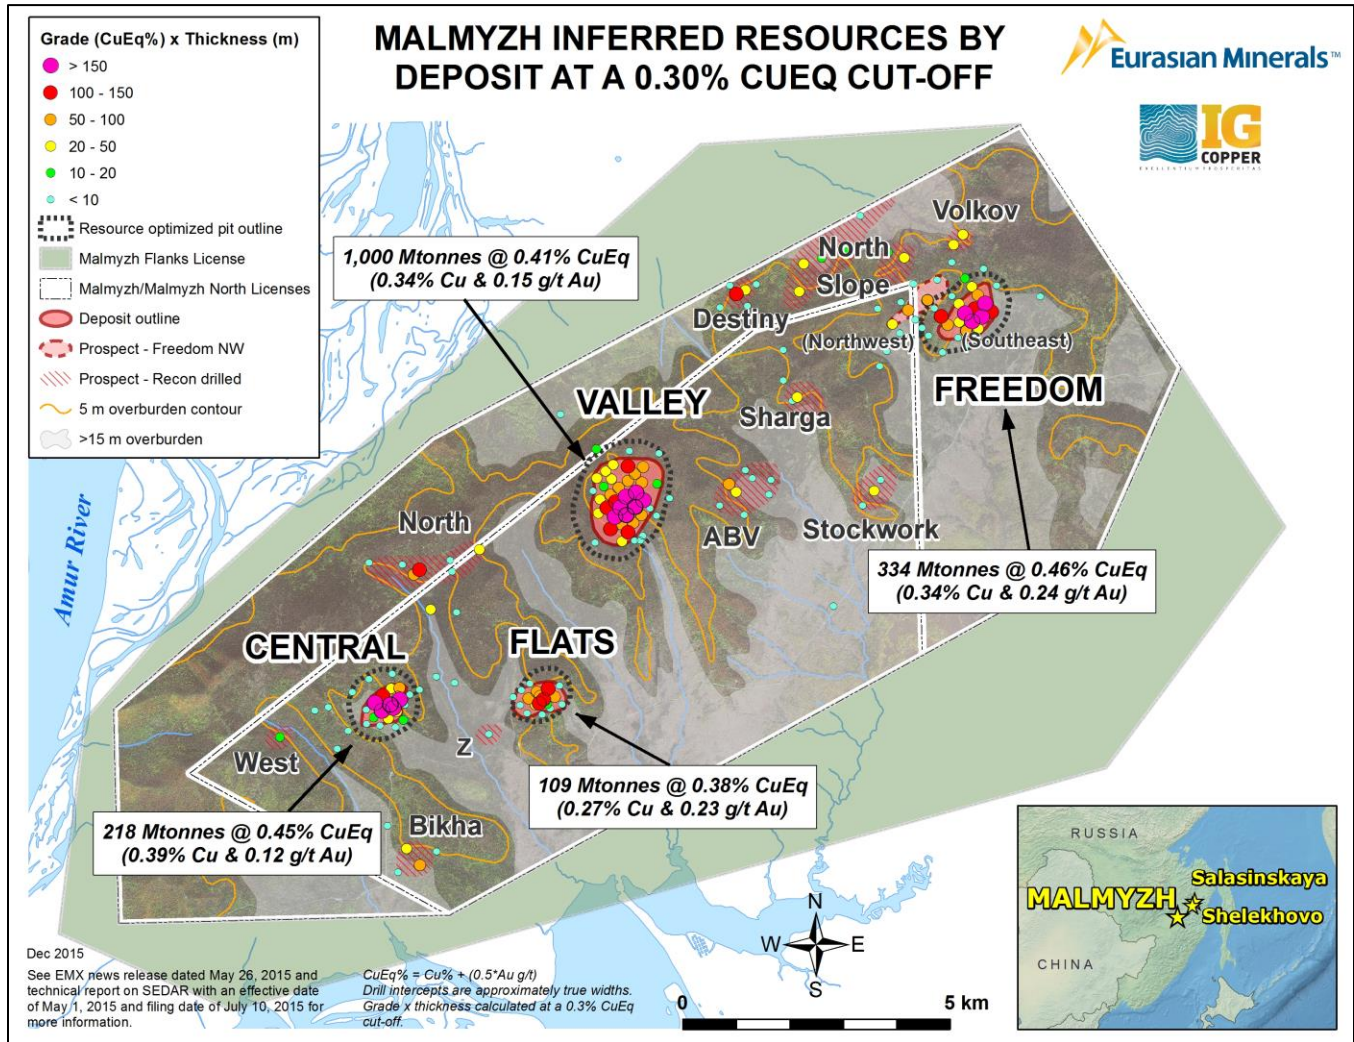 MALMYZH INFERRED RESOURCES BY
DEPOSIT AT A 0.30% CUEQ CUT-OFF
Eurasian Minerals™
IG
COPPER
Grade (CuEq%) x Thickness (m)
> 150
100 - 150
50 - 100
20 - 50
10 - 20
< 10
Resource optimized pit outline
Malmyzh Flanks License
Malmyzh/Malmyzh North Licenses
Deposit outline
Prospect - Freedom NW
Prospect - Recon drilled
5 m overburden contour
>15 m overburden
1,000 Mtonnes @ 0.41% CuEq
(0.34% Cu & 0.15 g/t Au)
Volkov
North
Slope
Destiny
(Northwest)
(Southeast)
FREEDOM
VALLEY
Sharga
ABV
Stockwork
North
Amur River
334 Mtonnes @ 0.46% CuEq
(0.34% Cu & 0.24 g/t Au)
CENTRAL
FLATS
West
Z
Bikha
109 Mtonnes @ 0.38% CuEq
(0.27% Cu & 0.23 g/t Au)
218 Mtonnes @ 0.45% CuEq
(0.39% Cu & 0.12 g/t Au)
RUSSIA
Salasinskaya
MALMYZH
Shelekhovo
CHINA
N
W
E
S
Dec 2015
See EMX news release dated May 26, 2015 and
technical report on SEDAR with an effective date
of May 1, 2015 and filing date of July 10, 2015 for
more information.
CuEq% = Cu% + (0.5*Au g/t)
Drill intercepts are approximately true widths.
Grade x thickness calculated at a 0.3% CuEq
cut-off.
0
5 km